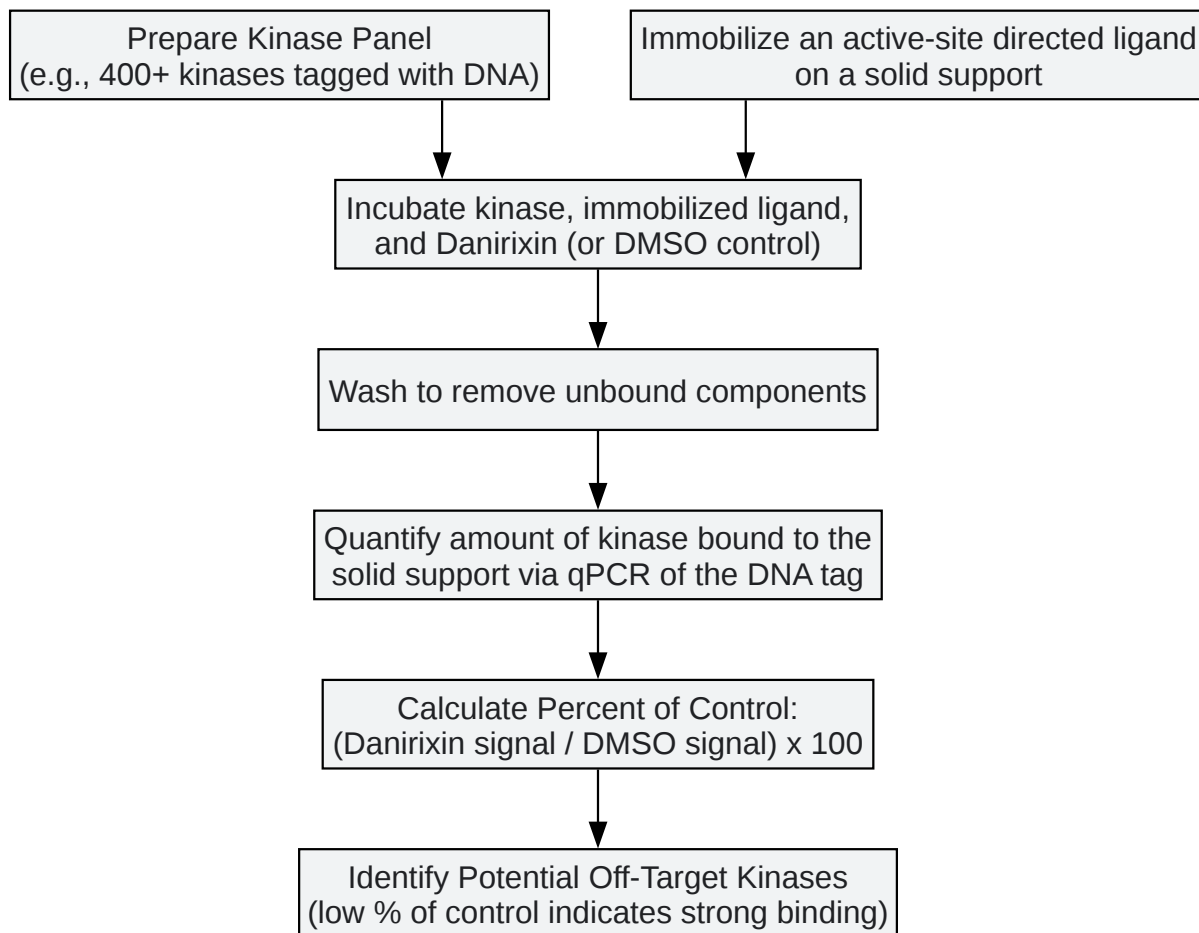 Prepare Kinase Panel
(e.g., 400+ kinases tagged with DNA)
Immobilize an active-site directed ligand
on a solid support
Incubate kinase, immobilized ligand,
and Danirixin (or DMSO control)
Wash to remove unbound components
Quantify amount of kinase bound to the
solid support via qPCR of the DNA tag
Calculate Percent of Control:
(Danirixin signal / DMSO signal) x 100
Identify Potential Off-Target Kinases
(low % of control indicates strong binding)